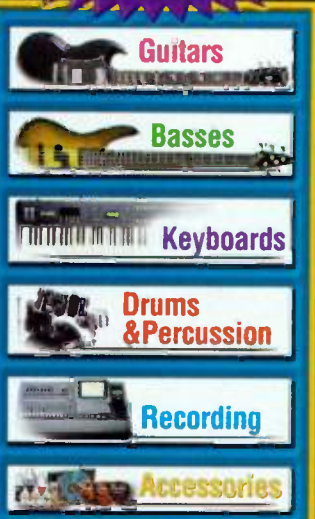 Guitars
Basses
Keyboards
Drums
&Percussion
Recording
Accessories